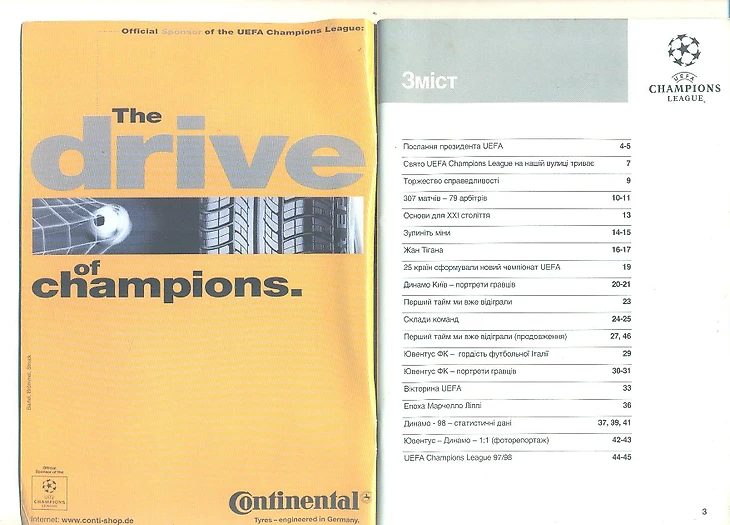 Official Sponsor of the UEFA Champions League:
The
drive
of
champions.
Official
Sponsor of the
UEFA
CHAMPIONS
LEAGUE
Internet: www.conti-shop.de
Continental
Tyres – engineered in Germany.
Зміст
UEFA
CHAMPIONS
LEAGUE
Послання президента UEFA 4-5
Свято UEFA Champions League на нашій вулиці триває 7
Торжество справедливості 9
307 матчів – 79 арбітрів 10-11
Основи для XXI століття 13
Зупиніть міни 14-15
Жан Тігана 16-17
25 країн сформували новий чемпіонат UEFA 19
Динамо Київ – портрети гравців 20-21
Перший тайм ми вже відіграли 23
Склади команд 24-25
Перший тайм ми вже відіграли (продовження) 27, 46
Ювентус ФК – гордість футбольної Італії 29
Ювентус ФК – портрети гравців 30-31
Вікторина UEFA 33
Епоха Марчелло Ліппі 36
Динамо - 98 – статистичні дані 37, 39, 41
Ювентус – Динамо – 1:1 (фоторепортаж) 42-43
UEFA Champions League 97/98 44-45
3